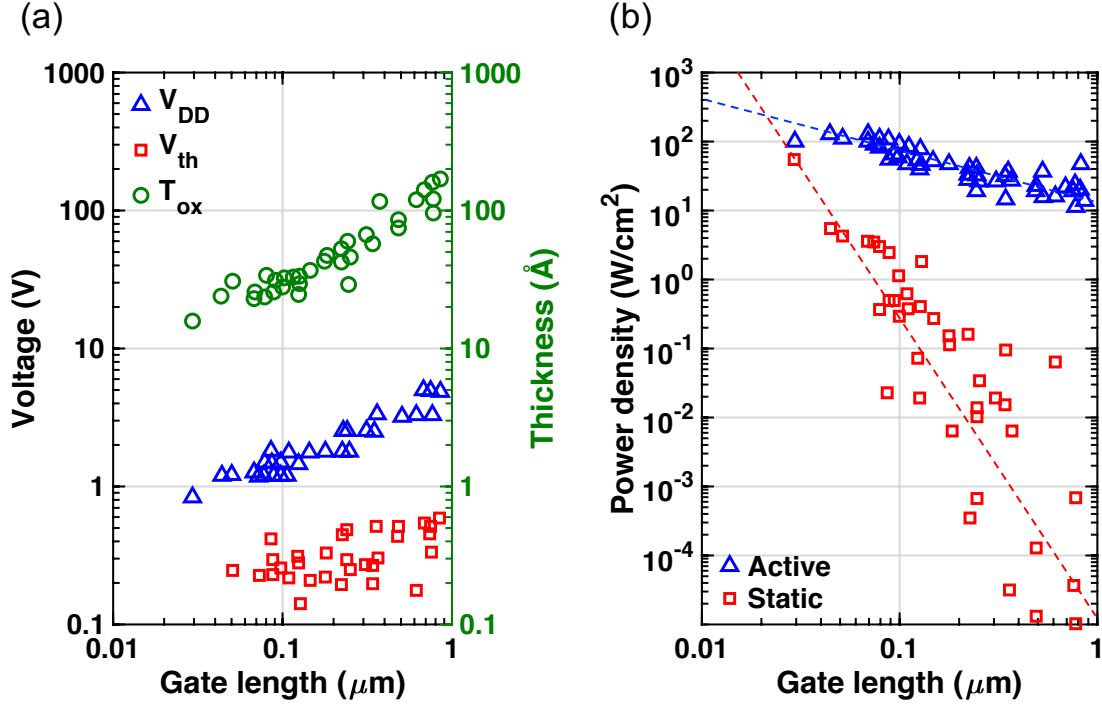 (a)
1000
100
10
1
0.1
Voltage (V)
V_DD
V_th
T_ox
1000
100
10
1
0.1
Thickness (Å)
0.01
0.1
1
Gate length (μm)
(b)
10^3
10^2
10^1
10^0
10^-1
10^-2
10^-3
10^-4
Power density (W/cm^2)
Active
Static
0.01
0.1
1
Gate length (μm)